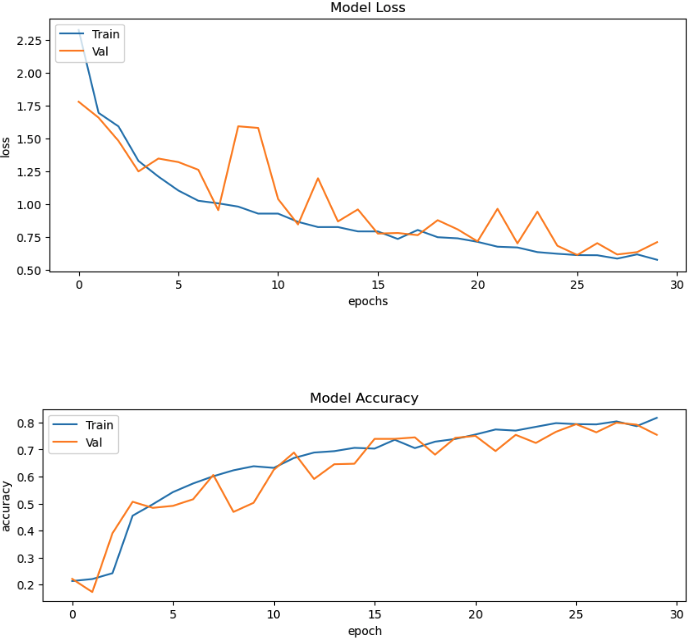 Model Loss
Train
Val
2.25
2.00
1.75
1.50
1.25
1.00
0.75
0.50
loss
0 5 10 15 20 25 30
epochs
Model Accuracy
Train
Val
0.8
0.7
0.6
0.5
0.4
0.3
0.2
accuracy
0 5 10 15 20 25 30
epoch